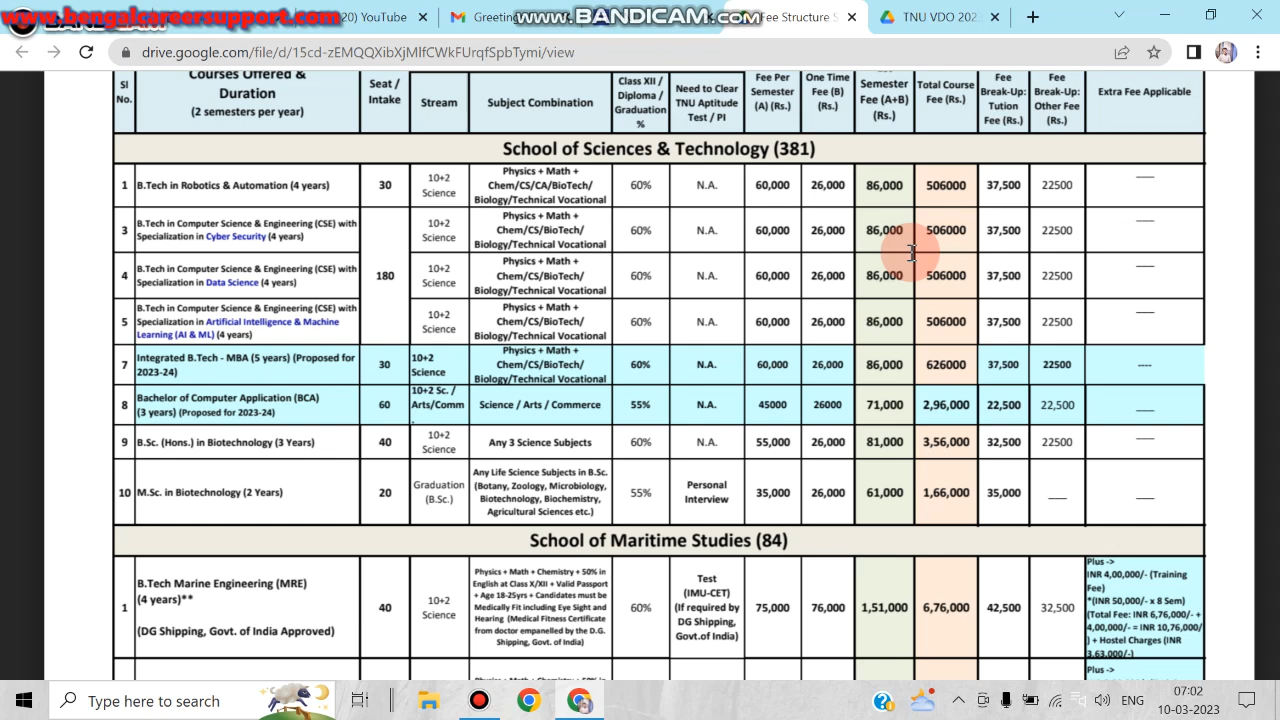 www.bengalcareersupport.com
20) YouTube
Greeting
www.BANDICAM.com
Feestructure S
TNU VDO 202
drive.google.com/file/d/15cd-zEMQQXibXjMIfCWkFUrqfSpbTymi/view
Sl No.
Courses Offered & Duration
(2 semesters per year)
Seat / Intake
Stream
Subject Combination
Class XII / Diploma / Graduation %
Need to Clear TNU Aptitude Test / PI
Fee Per Semester (A) (Rs.)
One Time Fee (B) (Rs.)
Semester Fee (A+B) (Rs.)
Total Course Fee (Rs.)
Fee Break-Up: Tution Fee (Rs.)
Fee Break-Up: Other Fee (Rs.)
Extra Fee Applicable
School of Sciences & Technology (381)
1 B.Tech in Robotics & Automation (4 years) 30 10+2 Science Physics + Math + Chem/CS/CA/BioTech/ Biology/Technical Vocational 60% N.A. 60,000 26,000 86,000 506000 37,500 22500 ___
3 B.Tech in Computer Science & Engineering (CSE) with Specialization in Cyber Security (4 years) 10+2 Science Physics + Math + Chem/CS/BioTech/ Biology/Technical Vocational 60% N.A. 60,000 26,000 86,000 506000 37,500 22500 ___
4 B.Tech in Computer Science & Engineering (CSE) with Specialization in Data Science (4 years) 180 10+2 Science Physics + Math + Chem/CS/BioTech/ Biology/Technical Vocational 60% N.A. 60,000 26,000 86,000 506000 37,500 22500 ___
5 B.Tech in Computer Science & Engineering (CSE) with Specialization in Artificial Intelligence & Machine Learning (AI & ML) (4 years) 10+2 Science Physics + Math + Chem/CS/BioTech/ Biology/Technical Vocational 60% N.A. 60,000 26,000 86,000 506000 37,500 22500 ___
7 Integrated B.Tech - MBA (5 years) (Proposed for 2023-24) 30 10+2 Science Physics + Math + Chem/CS/BioTech/ Biology/Technical Vocational 60% N.A. 60,000 26,000 86,000 626000 37,500 22500 ----
8 Bachelor of Computer Application (BCA) (3 years) (Proposed for 2023-24) 60 10+2 Sc. / Arts/Comm . Science / Arts / Commerce 55% N.A. 45000 26000 71,000 2,96,000 22,500 22,500 ___
9 B.Sc. (Hons.) in Biotechnology (3 Years) 40 10+2 Science Any 3 Science Subjects 60% N.A. 55,000 26,000 81,000 3,56,000 32,500 22500 ___
10 M.Sc. in Biotechnology (2 Years) 20 Graduation (B.Sc.) Any Life Science Subjects in B.Sc. (Botany, Zoology, Microbiology, Biotechnology, Biochemistry, Agricultural Sciences etc.) 55% Personal Interview 35,000 26,000 61,000 1,66,000 35,000 ___ ___
School of Maritime Studies (84)
1 B.Tech Marine Engineering (MRE) (4 years)** (DG Shipping, Govt. of India Approved) 40 10+2 Science Physics + Math + Chemistry + 50% in English at Class X/XII + Valid Passport + Age 18-25yrs + Candidates must be Medically Fit including Eye Sight and Hearing (Medical Fitness Certificate from doctor empanelled by the D.G. Shipping, Govt. of India) 60% Test (IMU-CET) (If required by DG Shipping, Govt.of India) 75,000 76,000 1,51,000 6,76,000 42,500 32,500 Plus -> INR 4,00,000/- (Training Fee) *(INR 50,000/- x 8 Sem) (Total Fee: INR 6,76,000/- + 4,00,000/- = INR 10,76,000/- ) + Hostel Charges (INR 3,63,000/-)
Plus ->
Type here to search
ENG
07:02
10-03-2023